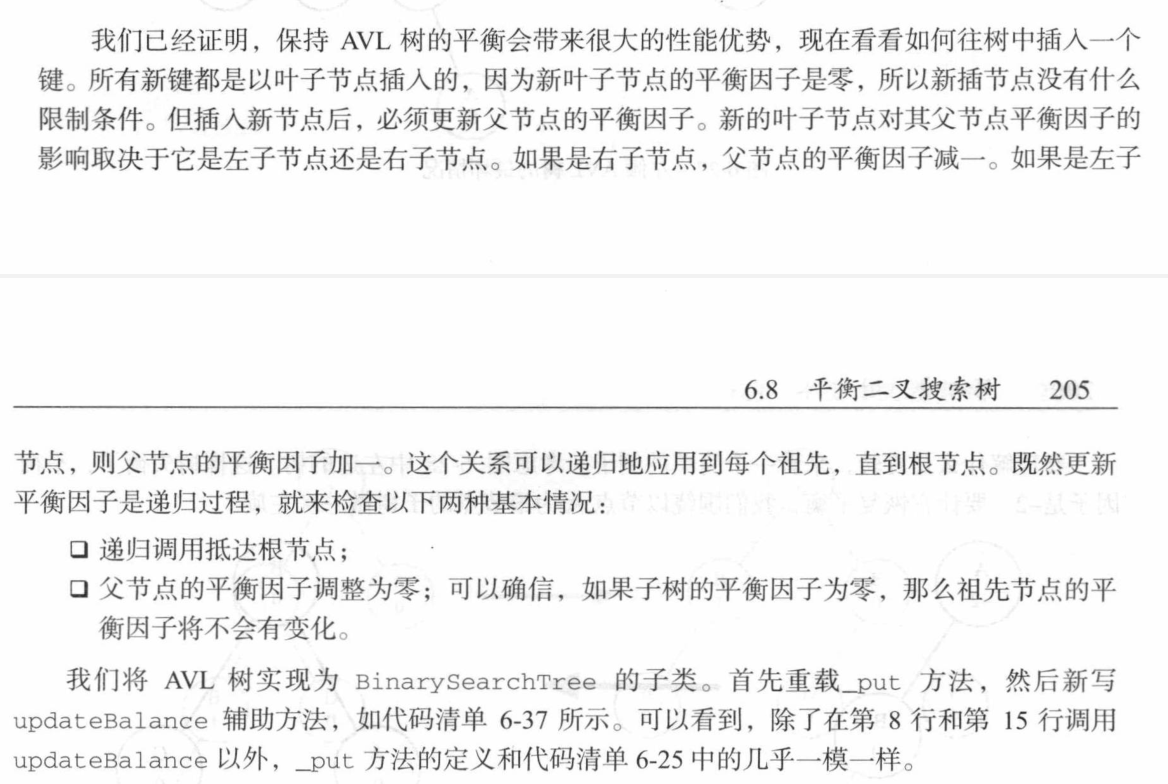 我们已经证明，保持 AVL 树的平衡会带来很大的性能优势，现在看看如何往树中插入一个
键。所有新键都是以叶子节点插入的，因为新叶子节点的平衡因子是零，所以新插节点没有什么
限制条件。但插入新节点后，必须更新父节点的平衡因子。新的叶子节点对其父节点平衡因子的
影响取决于它是左子节点还是右子节点。如果是右子节点，父节点的平衡因子减一。如果是左子
6.8 平衡二叉搜索树 205
节点，则父节点的平衡因子加一。这个关系可以递归地应用到每个祖先，直到根节点。既然更新
平衡因子是递归过程，就来检查以下两种基本情况：
❑ 递归调用抵达根节点；
❑ 父节点的平衡因子调整为零；可以确信，如果子树的平衡因子为零，那么祖先节点的平
衡因子将不会有变化。
我们将 AVL 树实现为 BinarySearchTree 的子类。首先重载_put 方法，然后新写
updateBalance 辅助方法，如代码清单 6-37 所示。可以看到，除了在第 8 行和第 15 行调用
updateBalance 以外，_put 方法的定义和代码清单 6-25 中的几乎一模一样。